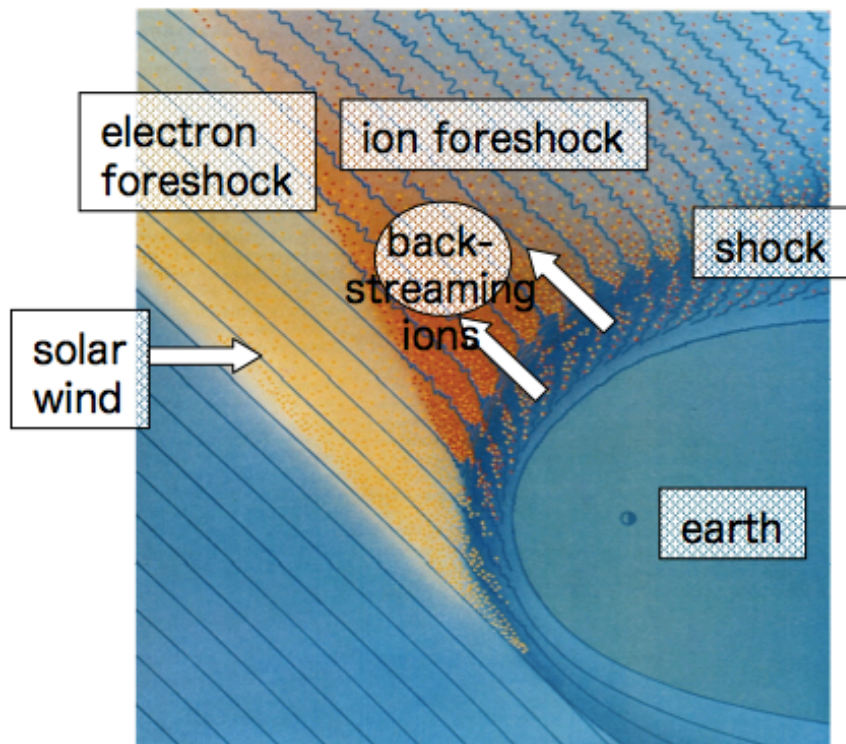 electron
foreshock
ion foreshock
back-
streaming
ions
shock
solar
wind
earth